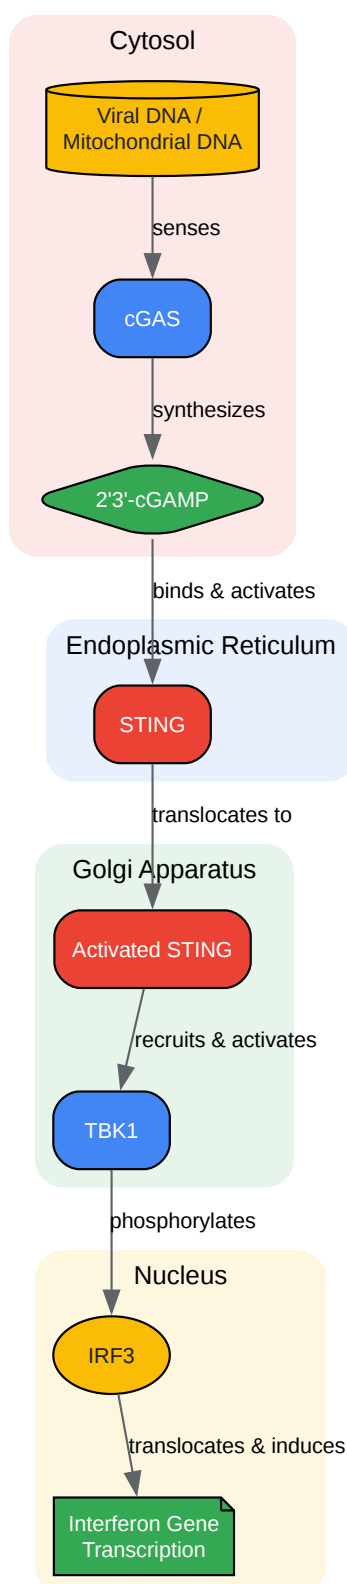 Cytosol
Viral DNA /
Mitochondrial DNA
senses
cGAS
synthesizes
2'3'-cGAMP
binds & activates
Endoplasmic Reticulum
STING
translocates to
Golgi Apparatus
Activated STING
recruits & activates
TBK1
phosphorylates
Nucleus
IRF3
translocates & induces
Interferon Gene
Transcription